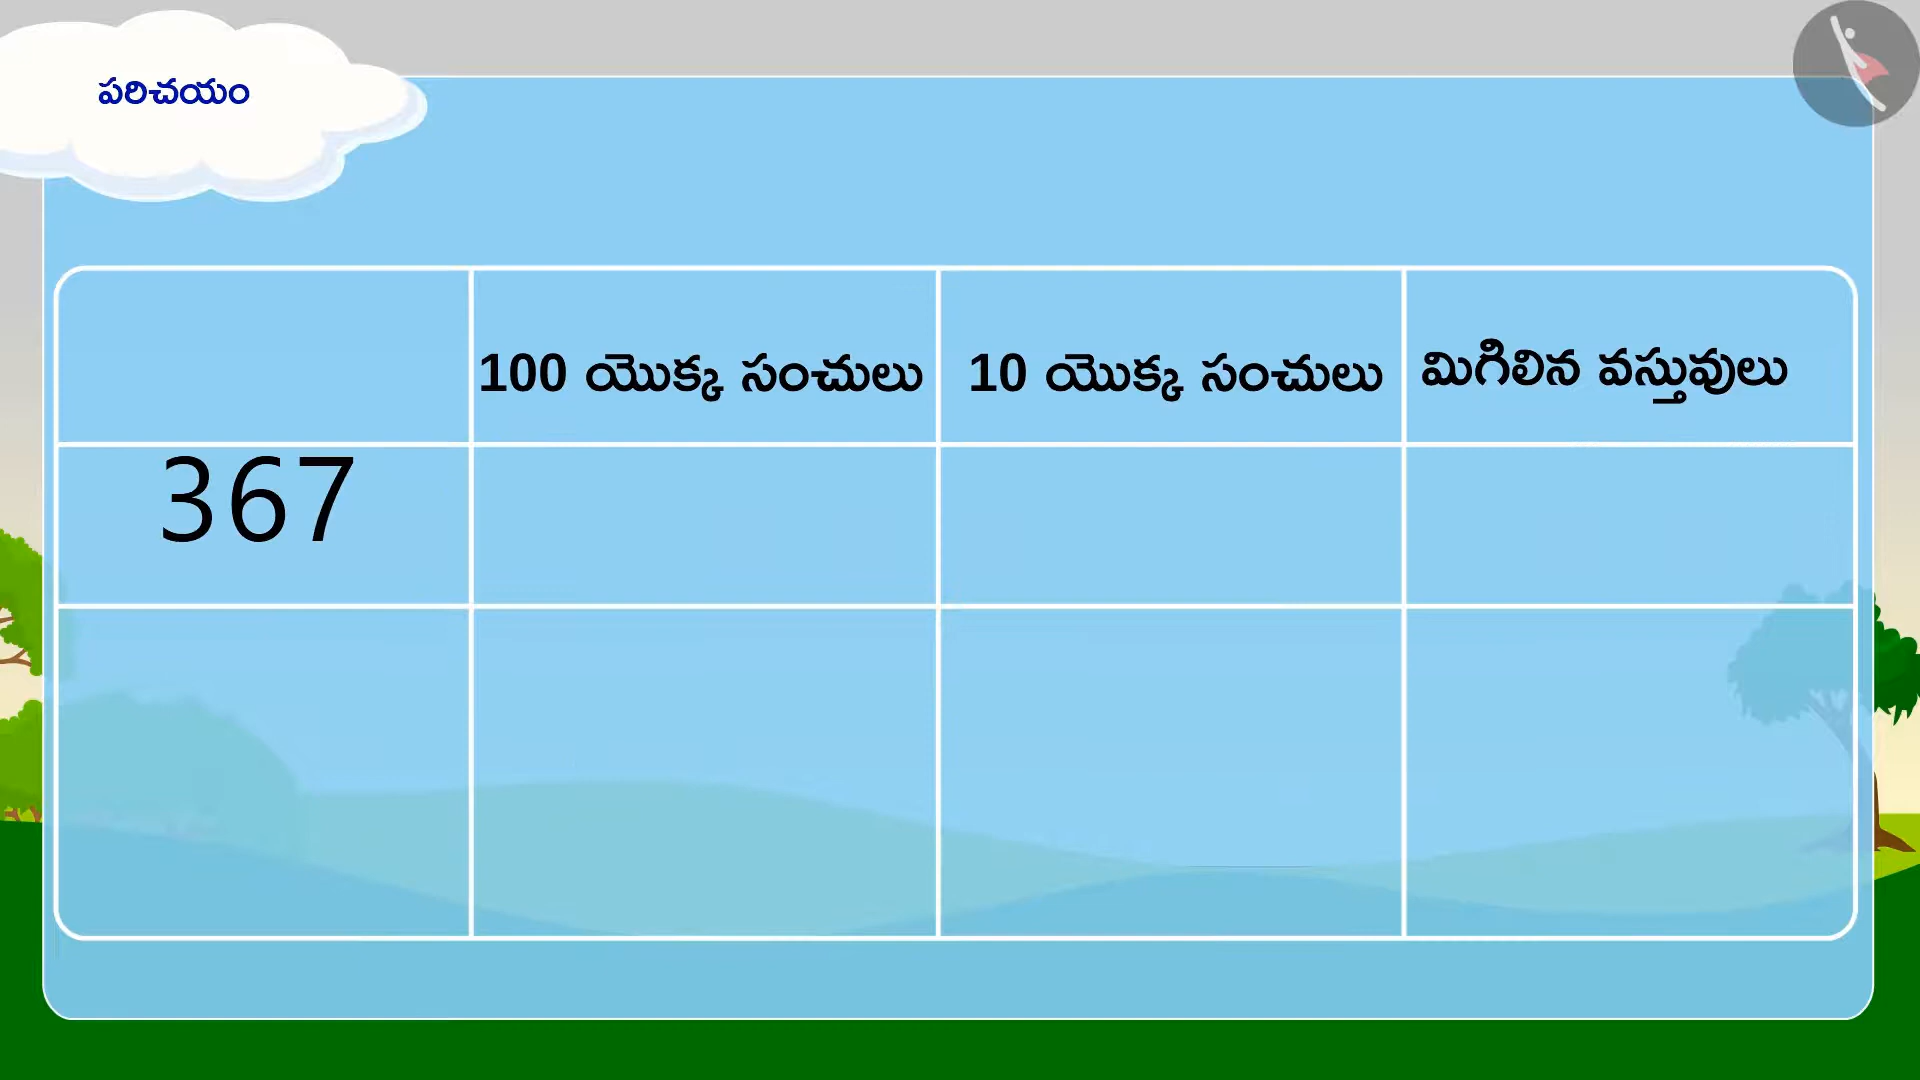 పరిచయం
100 యొక్క సంచులు 10 యొక్క సంచులు మిగిలిన వస్తువులు
367